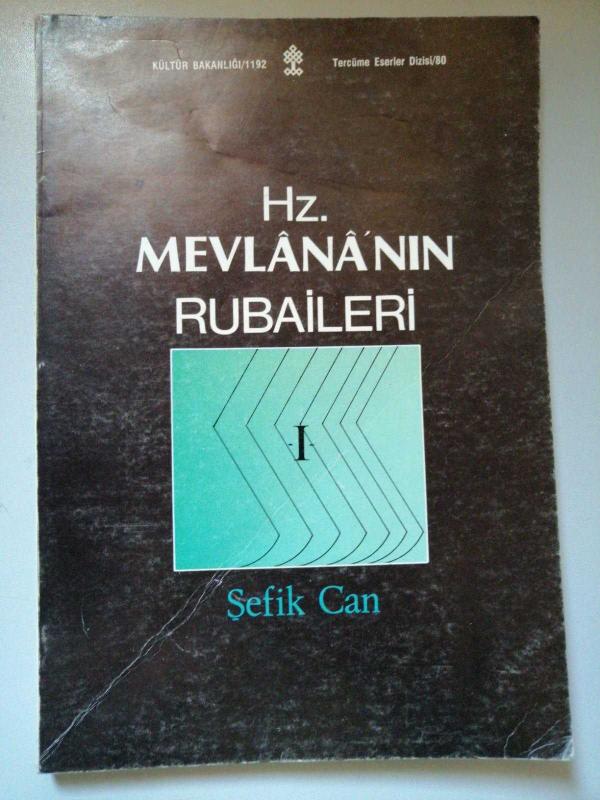 KÜLTÜR BAKANLIĞI/1192 Tercüme Eserler Dizisi/80
Hz.
MEVLÂNÂ'NIN
RUBAİLERİ
-I-
Şefik Can